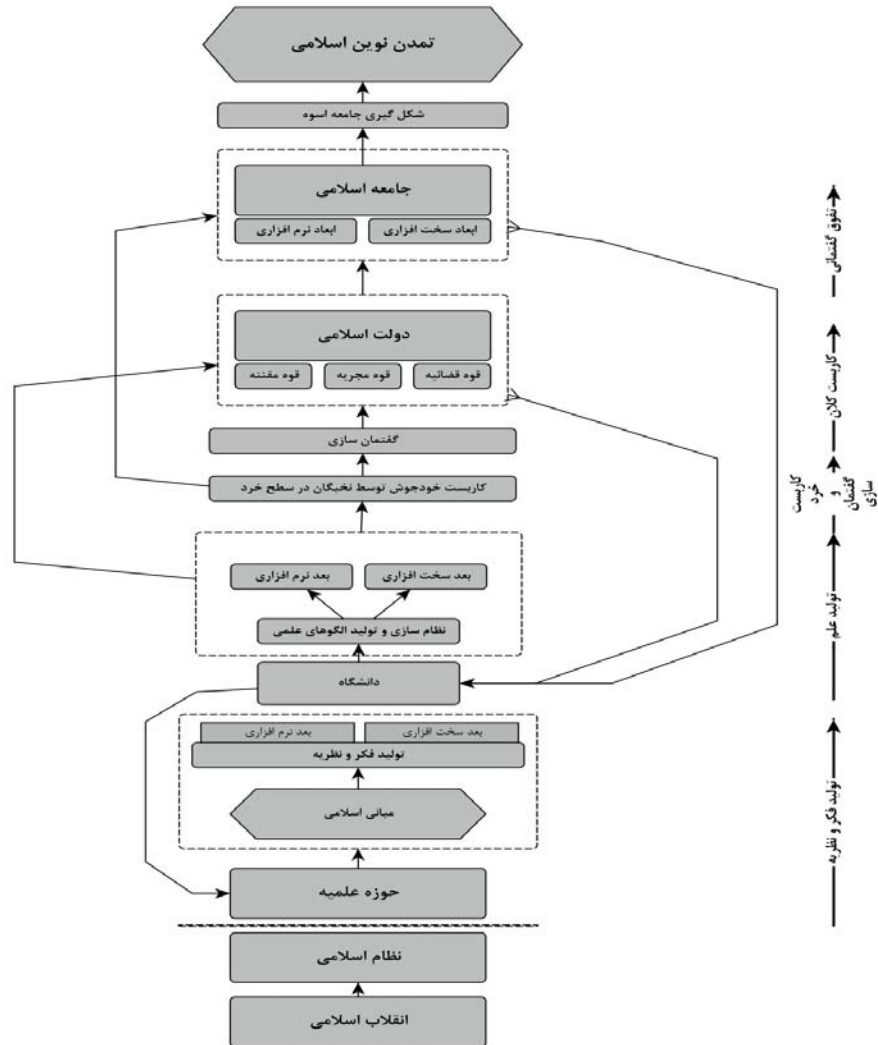 تمدن نوین اسلامی
شکل گیری جامعه اسوه
جامعه اسلامی
ابعاد سخت افزاری
ابعاد نرم افزاری
دولت اسلامی
قوه قضائیه
قوه مجریه
قوه مقننه
گفتمان سازی
کاربست خودجوش توسط نخبگان در سطح خرد
بعد سخت افزاری
بعد نرم افزاری
نظام سازی و تولید الگوهای علمی
دانشگاه
بعد سخت افزاری
بعد نرم افزاری
تولید فکر و نظریه
مبانی اسلامی
حوزه علمیه
نظام اسلامی
انقلاب اسلامی
تفوق گفتمانی
کاربست کلان
کاربست
خرد
و
گفتمان
سازی
تولید علم
تولید فکر و نظریه